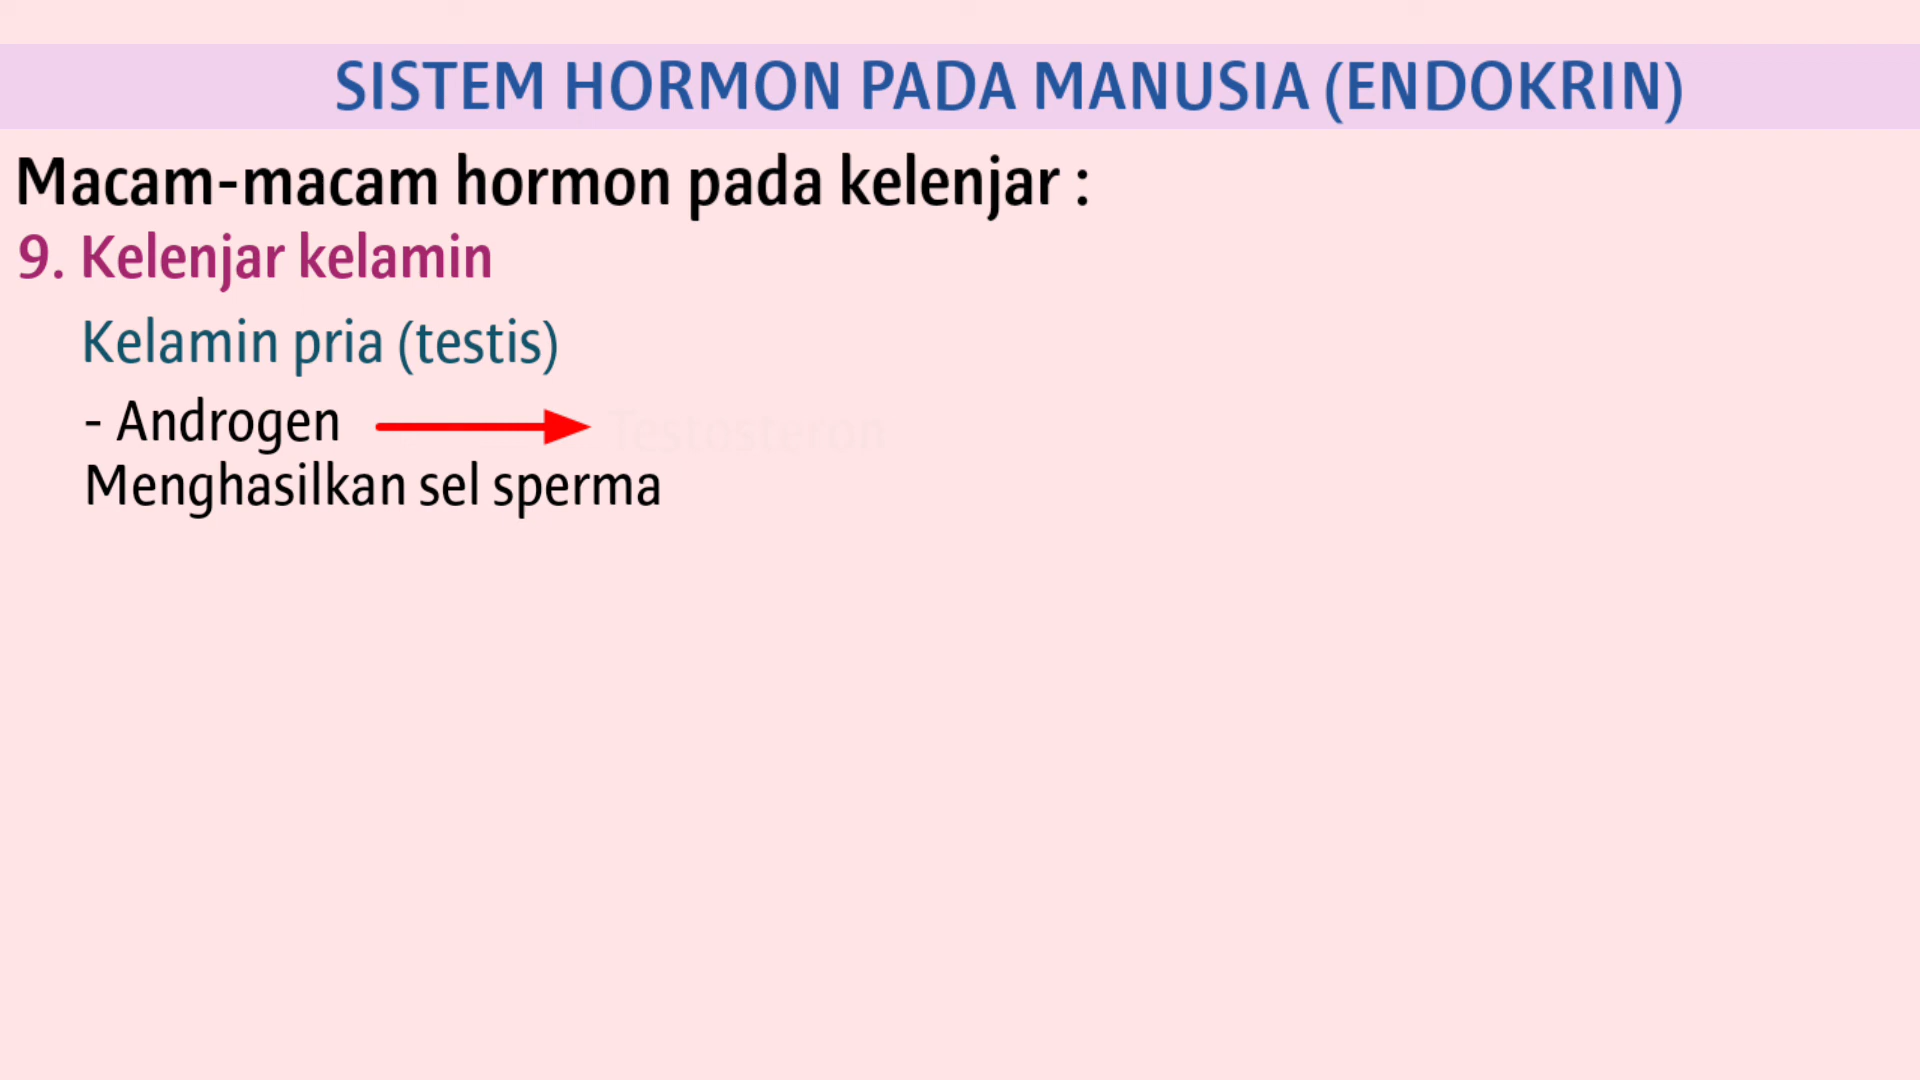 SISTEM HORMON PADA MANUSIA (ENDOKRIN)
Macam-macam hormon pada kelenjar :
9. Kelenjar kelamin
Kelamin pria (testis)
- Androgen Testosteron
Menghasilkan sel sperma